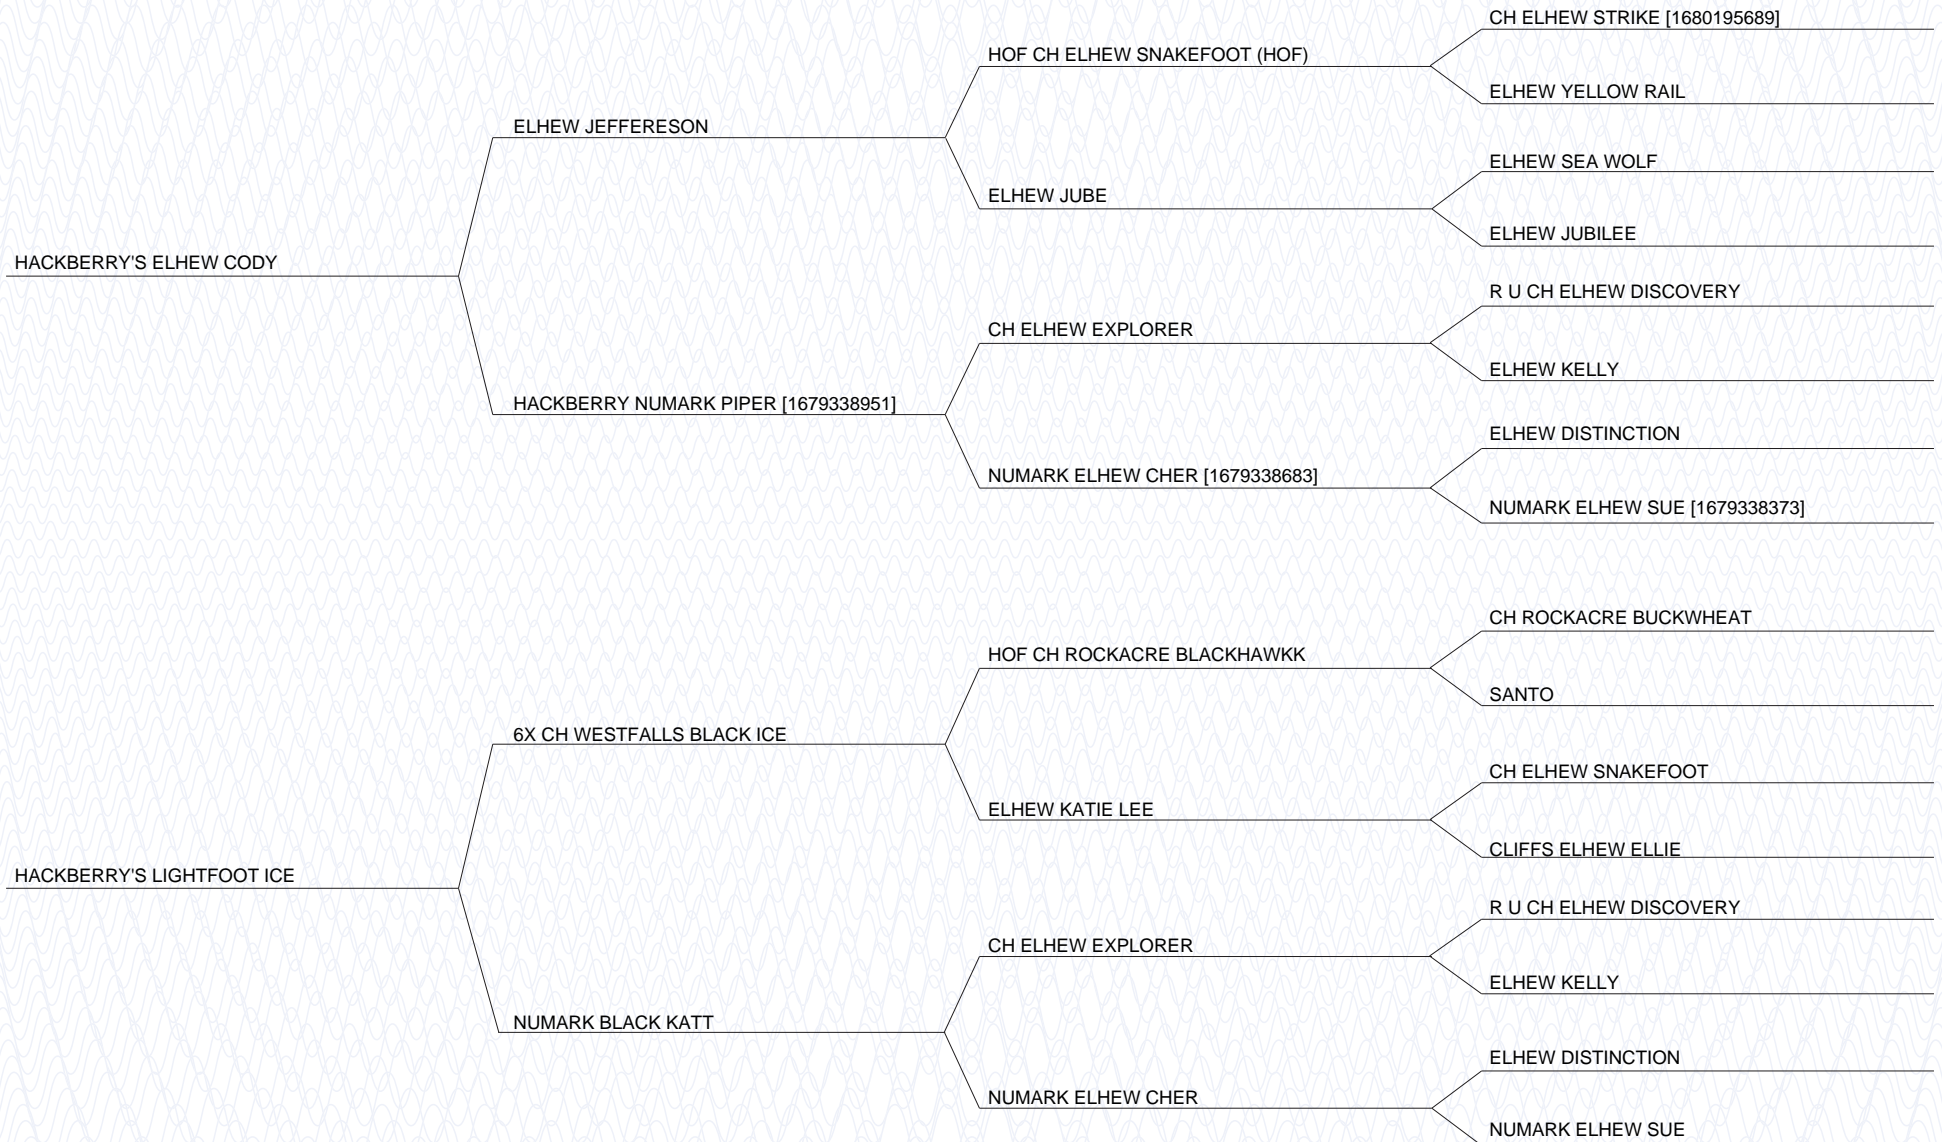 CH ELHEW STRIKE [1680195689]
HOF CH ELHEW SNAKEFOOT (HOF)
ELHEW YELLOW RAIL
ELHEW JEFFERESON
ELHEW SEA WOLF
ELHEW JUBE
ELHEW JUBILEE
HACKBERRY'S ELHEW CODY
R U CH ELHEW DISCOVERY
CH ELHEW EXPLORER
ELHEW KELLY
HACKBERRY NUMARK PIPER [1679338951]
ELHEW DISTINCTION
NUMARK ELHEW CHER [1679338683]
NUMARK ELHEW SUE [1679338373]
CH ROCKACRE BUCKWHEAT
HOF CH ROCKACRE BLACKHAWKK
SANTO
6X CH WESTFALLS BLACK ICE
CH ELHEW SNAKEFOOT
ELHEW KATIE LEE
CLIFFS ELHEW ELLIE
HACKBERRY'S LIGHTFOOT ICE
R U CH ELHEW DISCOVERY
CH ELHEW EXPLORER
ELHEW KELLY
NUMARK BLACK KATT
ELHEW DISTINCTION
NUMARK ELHEW CHER
NUMARK ELHEW SUE